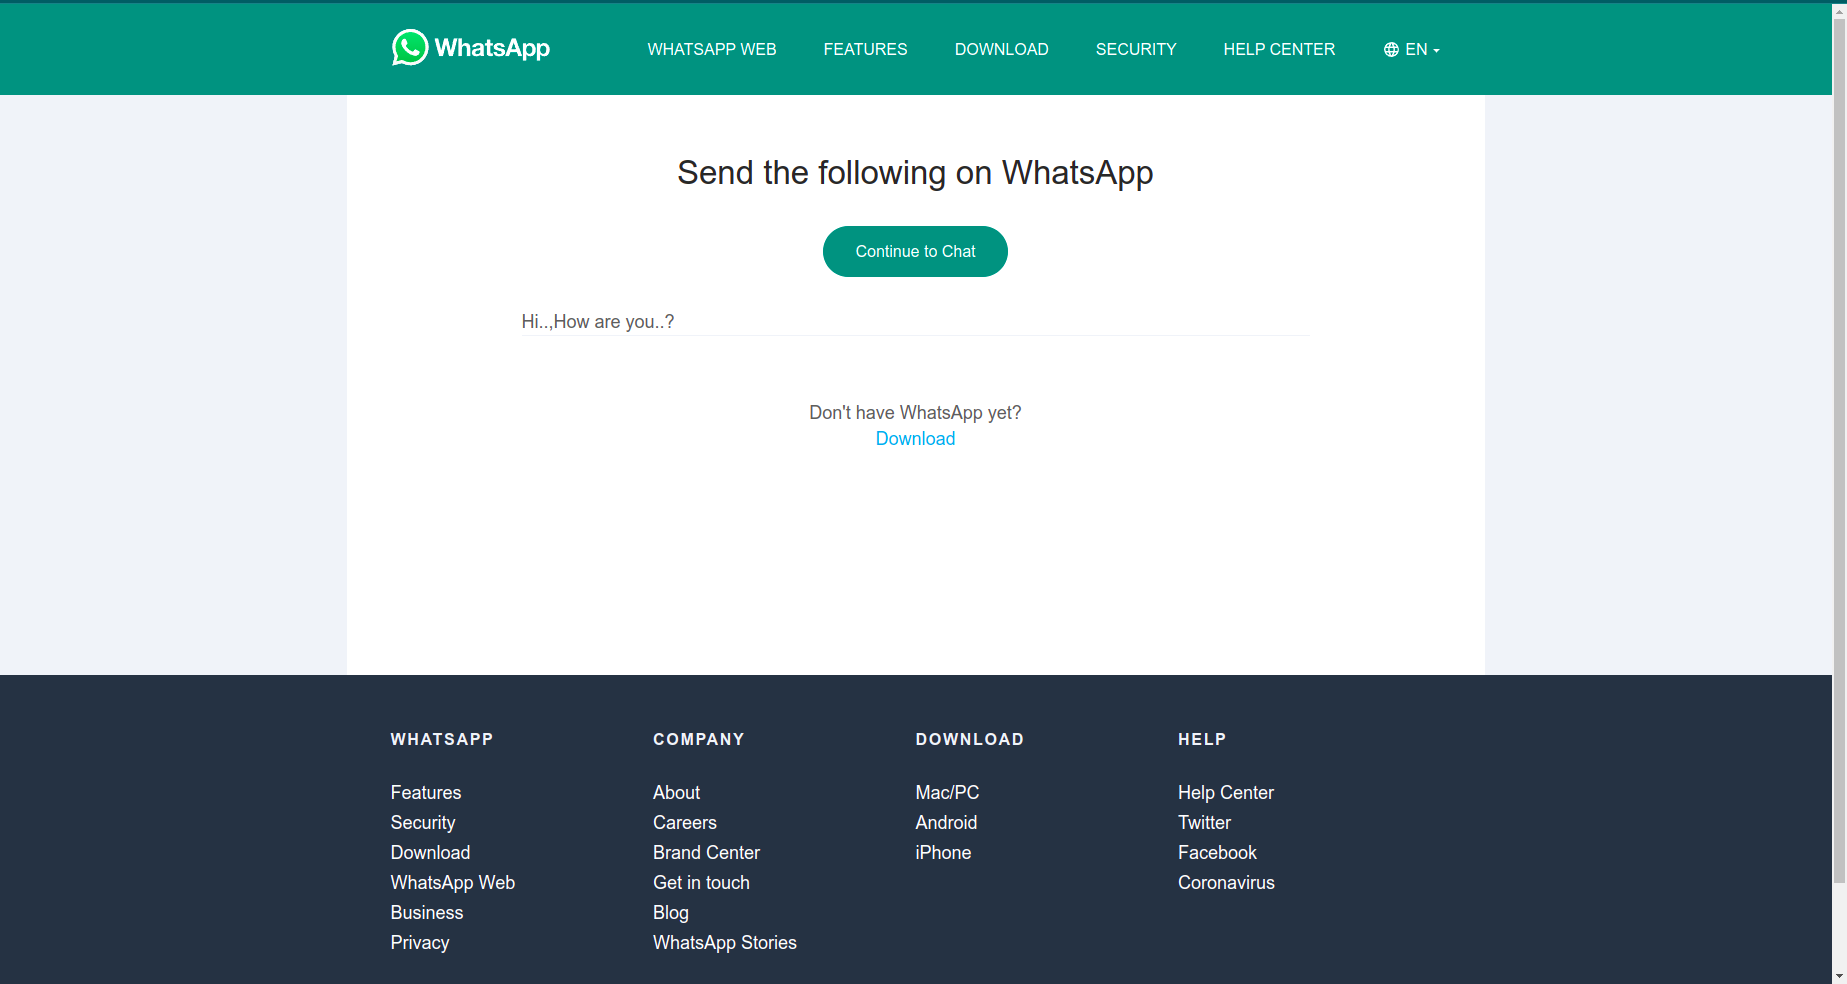 WhatsApp
WHATSAPP WEB
FEATURES
DOWNLOAD
SECURITY
HELP CENTER
EN
Send the following on WhatsApp
Continue to Chat
Hi..,How are you..?
Don't have WhatsApp yet?
Download
WHATSAPP
Features
Security
Download
WhatsApp Web
Business
Privacy
COMPANY
About
Careers
Brand Center
Get in touch
Blog
WhatsApp Stories
DOWNLOAD
Mac/PC
Android
iPhone
HELP
Help Center
Twitter
Facebook
Coronavirus